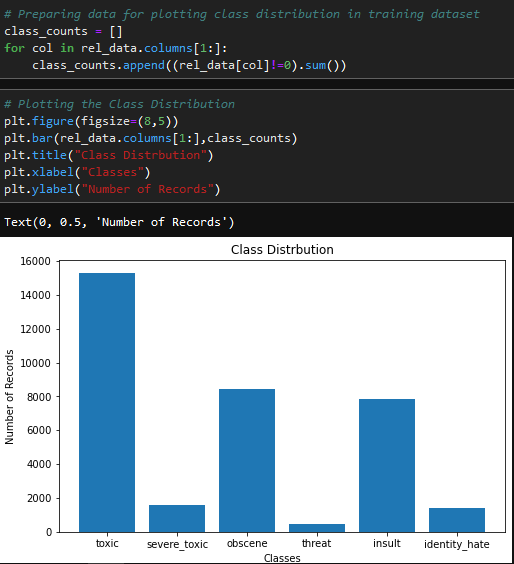 # Preparing data for plotting class distribution in training dataset
class_counts = []
for col in rel_data.columns[1:]:
    class_counts.append((rel_data[col]!=0).sum())
# Plotting the Class Distribution
plt.figure(figsize=(8,5))
plt.bar(rel_data.columns[1:],class_counts)
plt.title("Class Distrbution")
plt.xlabel("Classes")
plt.ylabel("Number of Records")
Text(0, 0.5, 'Number of Records')
Class Distrbution
16000
14000
12000
10000
8000
6000
4000
2000
0
Number of Records
toxic severe_toxic obscene threat insult identity_hate
Classes